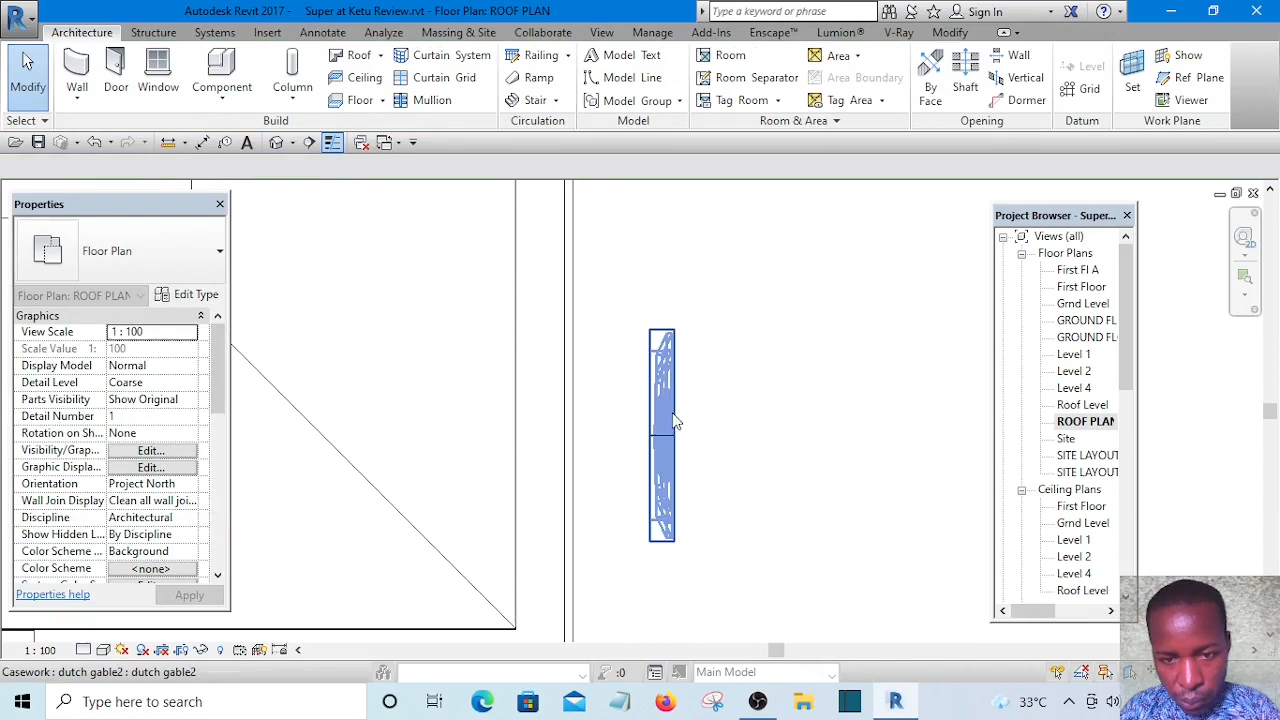 Autodesk Revit 2017 - Super at Ketu Review.rvt - Floor Plan: ROOF PLAN
Type a keyword or phrase
Sign In
Architecture Structure Systems Insert Annotate Analyze Massing & Site Collaborate View Manage Add-Ins Enscape™ Lumion® V-Ray Modify
Modify
Wall
Door
Window
Component
Column
Roof
Ceiling
Floor
Curtain System
Curtain Grid
Mullion
Railing
Ramp
Stair
Model Text
Model Line
Model Group
Room
Room Separator
Tag Room
Area
Area Boundary
Tag Area
By
Face
Shaft
Wall
Vertical
Dormer
Level
Grid
Set
Show
Ref Plane
Viewer
Select Build Circulation Model Room & Area Opening Datum Work Plane
Properties
Floor Plan
Floor Plan: ROOF PLAN
Edit Type
Graphics
View Scale 1 : 100
Scale Value 1: 100
Display Model Normal
Detail Level Coarse
Parts Visibility Show Original
Detail Number 1
Rotation on Sh... None
Visibility/Grap... Edit...
Graphic Displa... Edit...
Orientation Project North
Wall Join Display Clean all wall joi...
Discipline Architectural
Show Hidden L... By Discipline
Color Scheme ... Background
Color Scheme <none>
Properties help
Apply
Project Browser - Super...
Views (all)
Floor Plans
First Fl A
First Floor
Grnd Level
GROUND FL
GROUND FL
Level 1
Level 2
Level 4
Roof Level
ROOF PLAN
Site
SITE LAYOUT
SITE LAYOUT
Ceiling Plans
First Floor
Grnd Level
Level 1
Level 2
Level 4
Roof Level
2D
1 : 100
Casework : dutch gable2 : dutch gable2
:0
Main Model
Type here to search
33°C